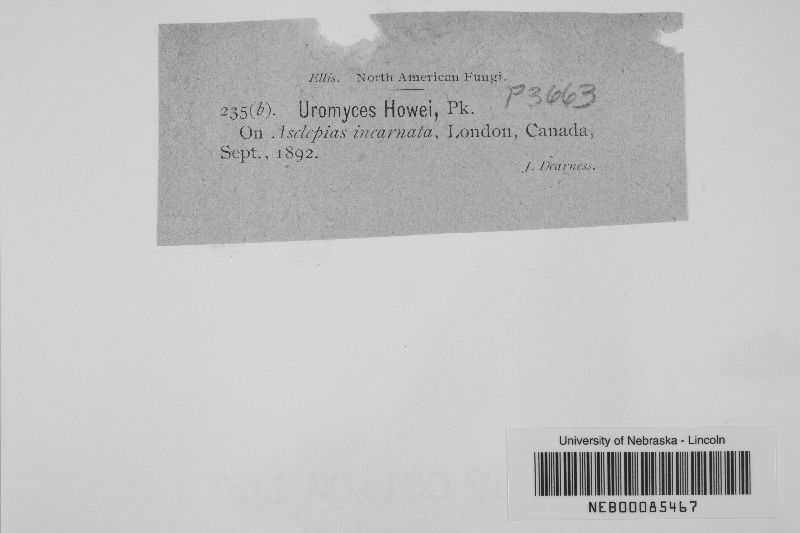 Ellis. North American Fungi.
P3663
235(b). Uromyces Howei, Pk.
On Asclepias incarnata, London, Canada,
Sept., 1892.
J. Dearness.
University of Nebraska - Lincoln
NEB00085467